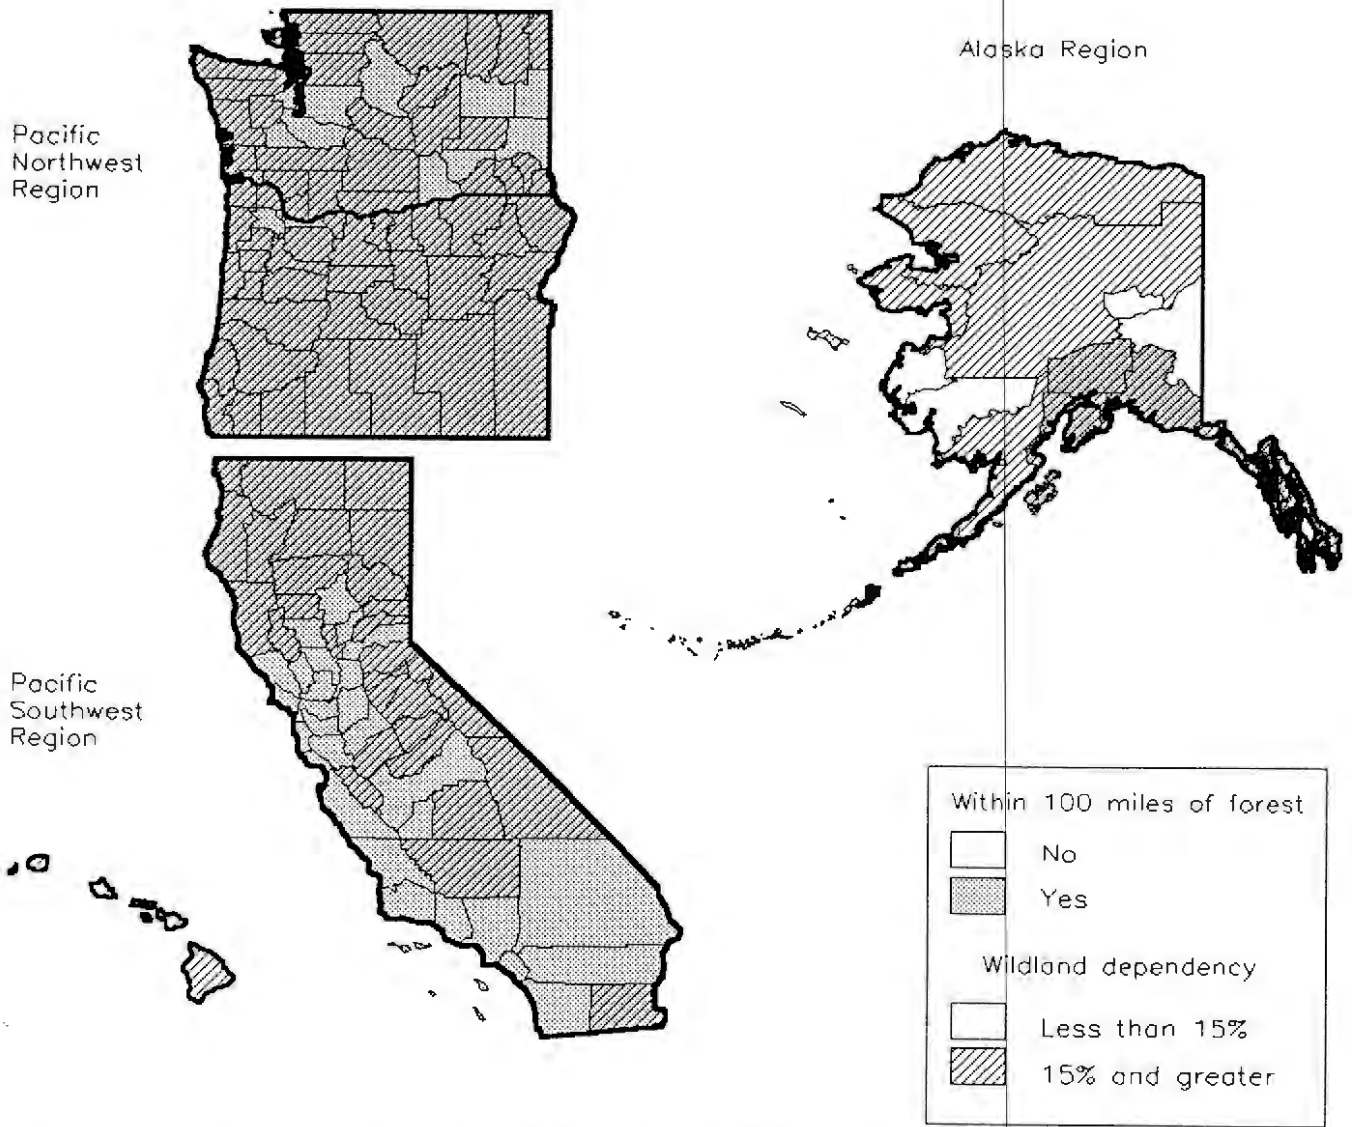 Alaska Region
Pacific
Northwest
Region
Pacific
Southwest
Region
Within 100 miles of forest
No
Yes
Wildland dependency
Less than 15%
15% and greater